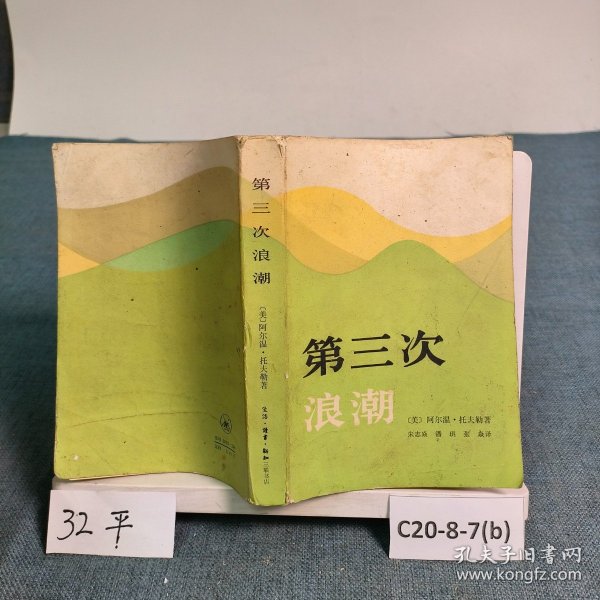 第三次浪潮
〔美〕阿尔温·托夫勒著
生活·讀書·新知三联书店
第三次
浪潮
〔美〕阿尔温·托夫勒著
朱志焱 潘琪 张焱译
32平
C20-8-7(b)
孔夫子旧书网
www.kongfz.com